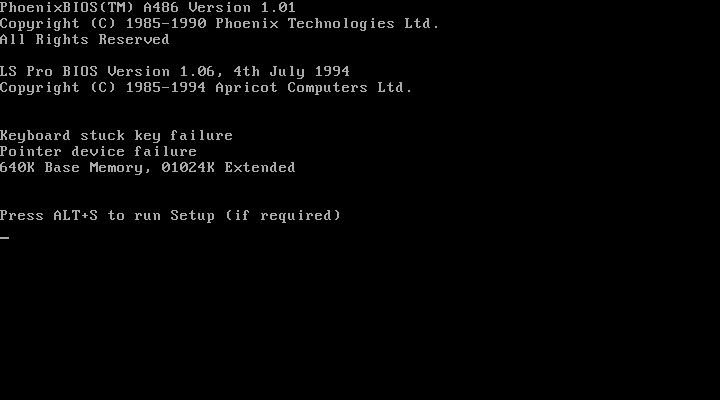 PhoenixBIOS(TM) A486 Version 1.01
Copyright (C) 1985-1990 Phoenix Technologies Ltd.
All Rights Reserved
LS Pro BIOS Version 1.06, 4th July 1994
Copyright (C) 1985-1994 Apricot Computers Ltd.
Keyboard stuck key failure
Pointer device failure
640K Base Memory, 01024K Extended
Press ALT+S to run Setup (if required)